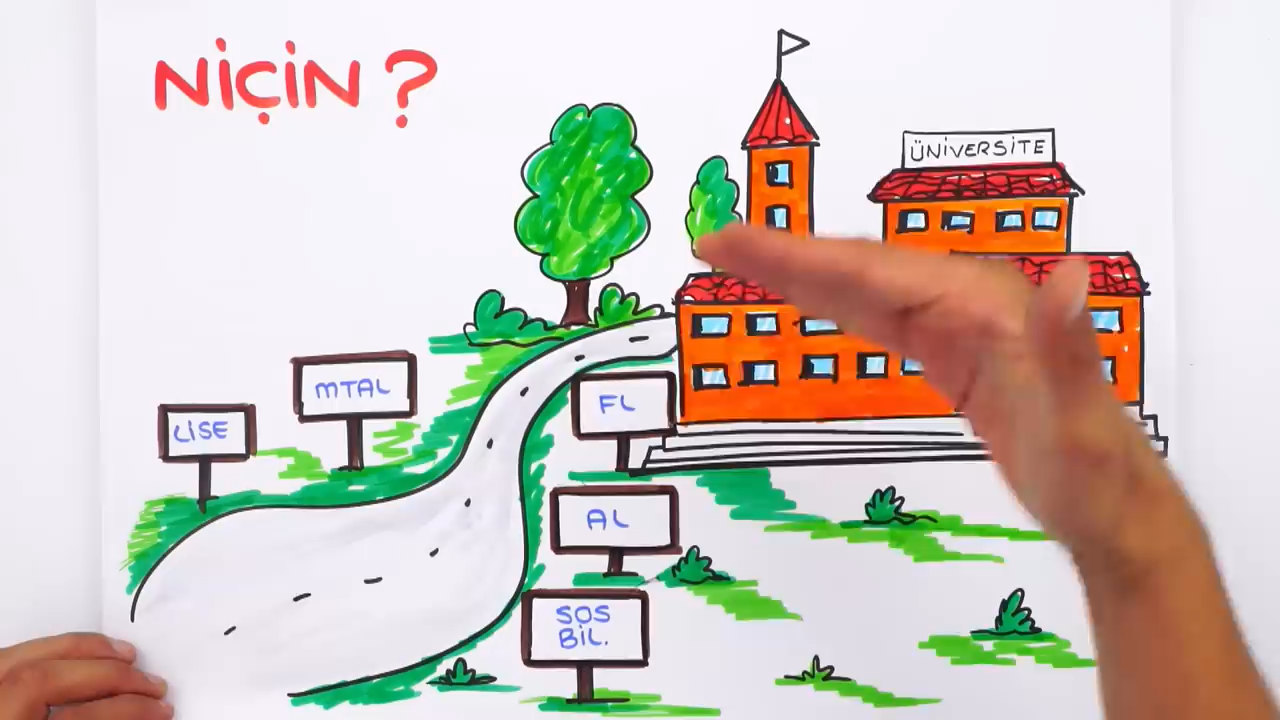 NİÇİN ?
ÜNİVERSİTE
MTAL
LİSE
FL
AL
SOS
BİL.